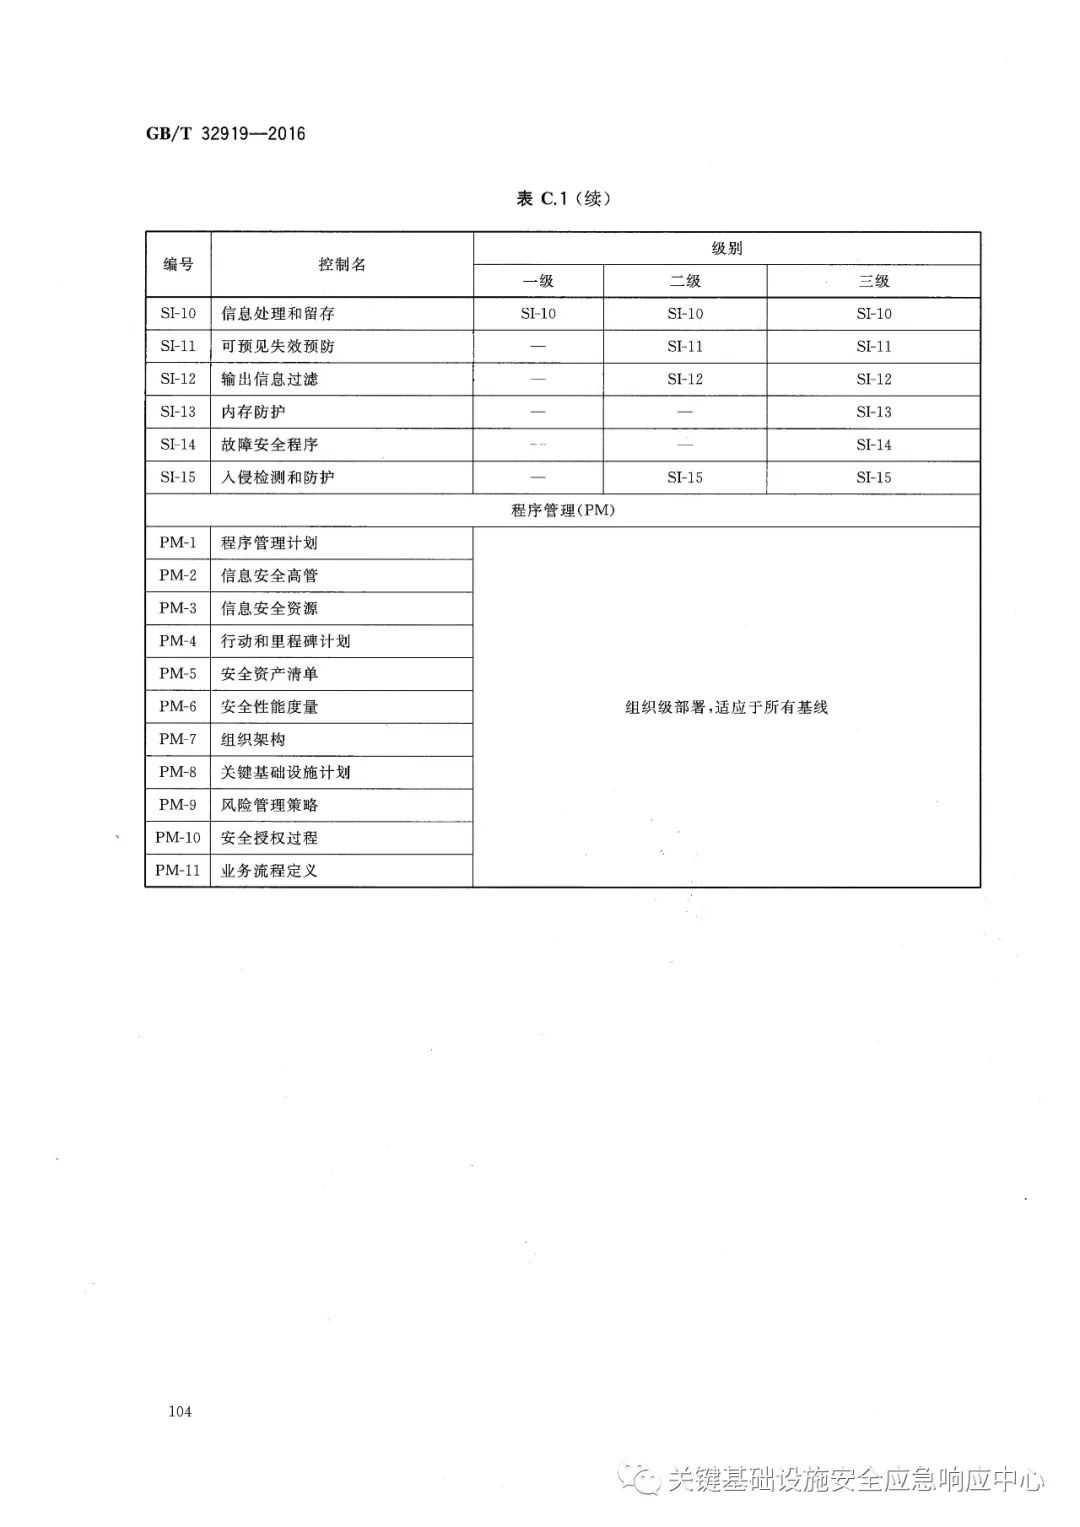 GB/T 32919—2016
表 C.1(续)
编号 控制名 级别
一级 二级 三级
SI-10 信息处理和留存 SI-10 SI-10 SI-10
SI-11 可预见失效预防 — SI-11 SI-11
SI-12 输出信息过滤 — SI-12 SI-12
SI-13 内存防护 — — SI-13
SI-14 故障安全程序 — — SI-14
SI-15 入侵检测和防护 — SI-15 SI-15
程序管理(PM)
PM-1 程序管理计划
PM-2 信息安全高管
PM-3 信息安全资源
PM-4 行动和里程碑计划
PM-5 安全资产清单
PM-6 安全性能度量 组织级部署,适应于所有基线
PM-7 组织架构
PM-8 关键基础设施计划
PM-9 风险管理策略
PM-10 安全授权过程
PM-11 业务流程定义
104
关键基础设施安全应急响应中心